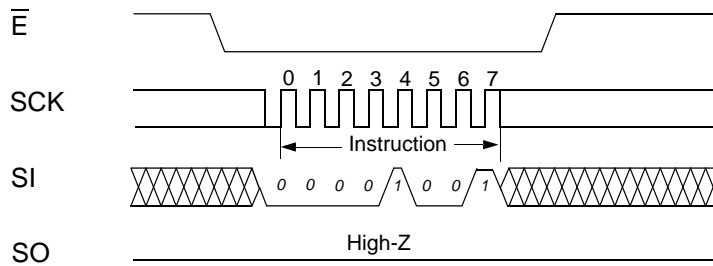 E̅
SCK
0 1 2 3 4 5 6 7
Instruction
SI
0 0 0 0 1 0 0 1
SO
High-Z